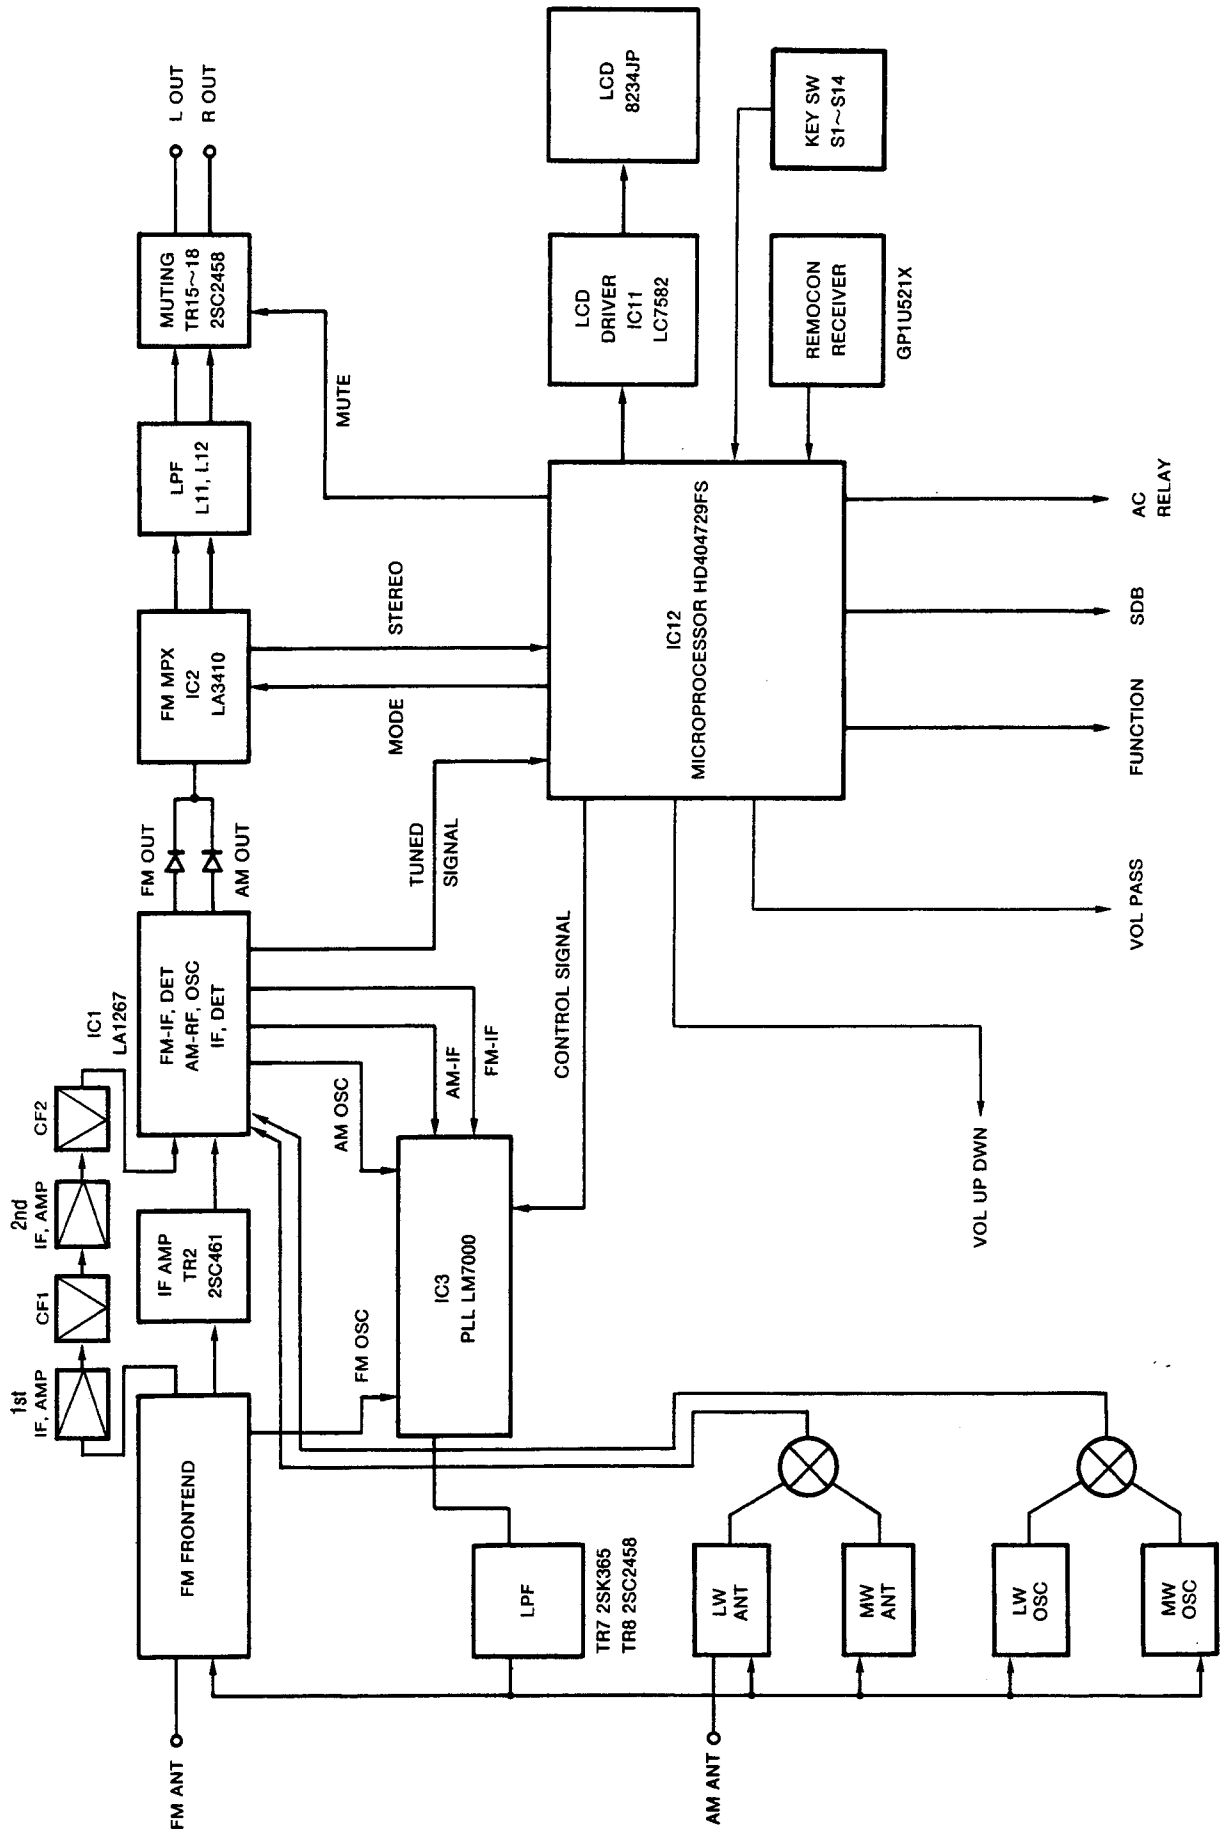 FM ANT
FM FRONTEND
1st
IF, AMP
CF1
2nd
IF, AMP
CF2
IC1
LA1267
IF AMP
TR2
2SC461
FM-IF, DET
AM-RF, OSC
IF, DET
FM OUT
AM OUT
FM MPX
IC2
LA3410
LPF
L11, L12
MUTING
TR15～18
2SC2458
L OUT
R OUT
FM OSC
AM OSC
AM-IF
FM-IF
TUNED
SIGNAL
MODE
STEREO
MUTE
IC3
PLL LM7000
CONTROL SIGNAL
LPF
TR7 2SK365
TR8 2SC2458
IC12
MICROPROCESSOR HD404729FS
LCD
DRIVER
IC11
LC7582
LCD
8234JP
KEY SW
S1～S14
REMOCON
RECEIVER
GP1U521X
AM ANT
LW
ANT
MW
ANT
LW
OSC
MW
OSC
VOL UP DWN
VOL PASS
FUNCTION
SDB
AC
RELAY